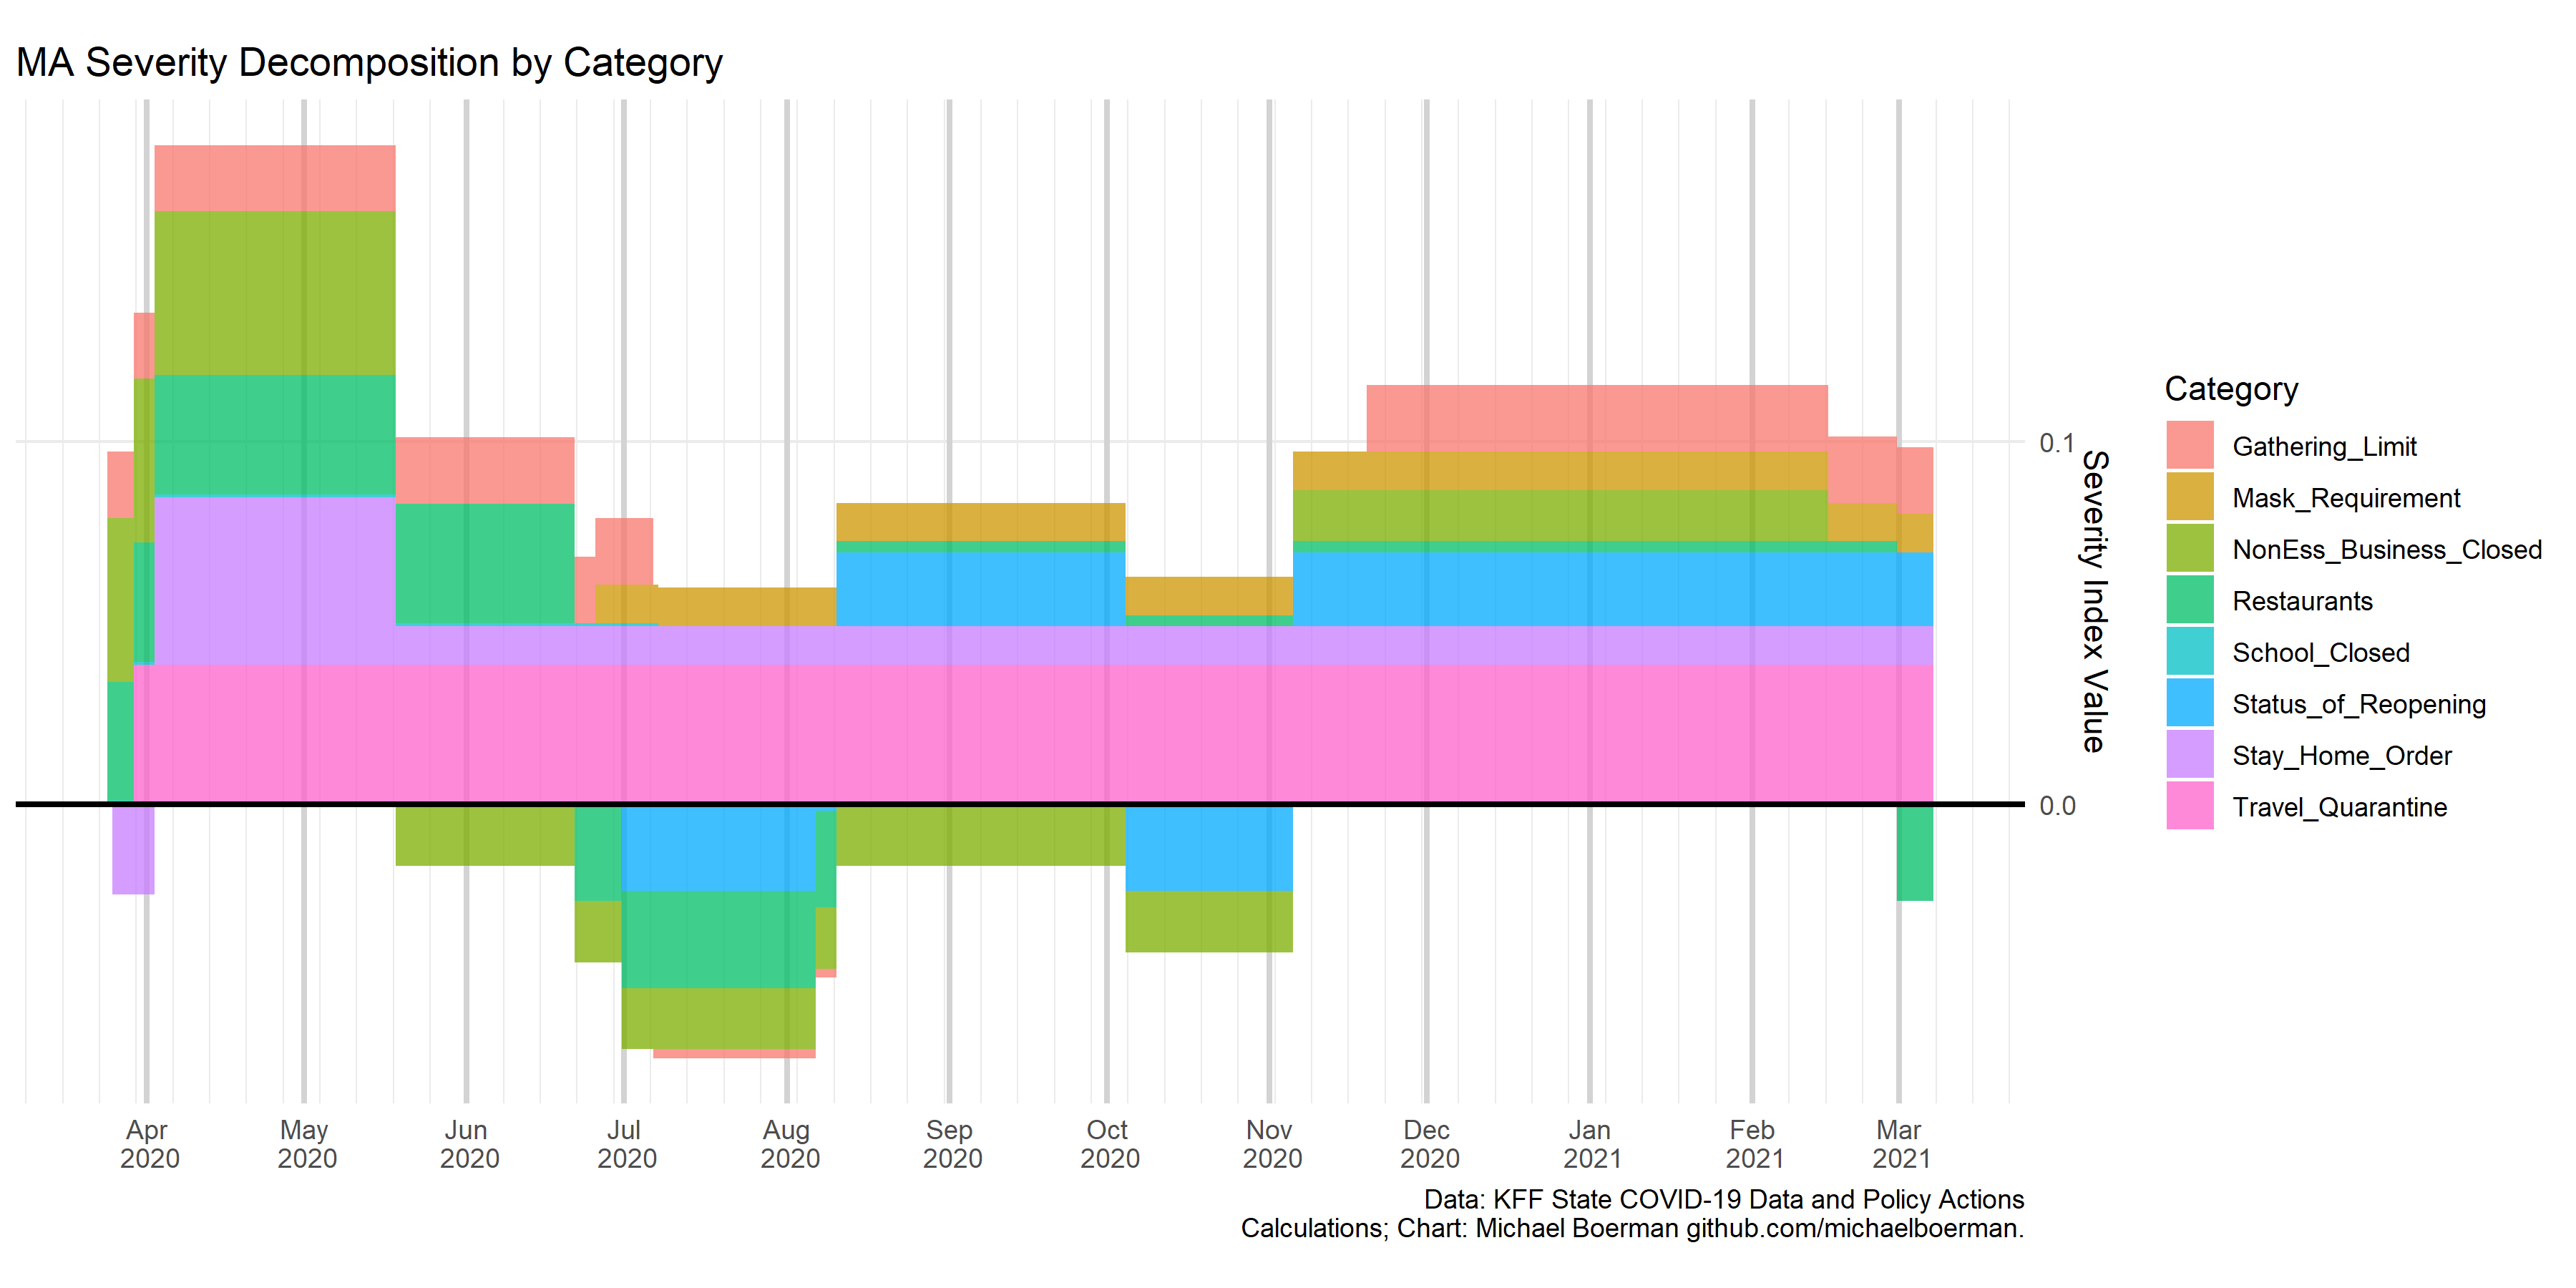 MA Severity Decomposition by Category
0.1
0.0
Severity Index Value
Category
Gathering_Limit
Mask_Requirement
NonEss_Business_Closed
Restaurants
School_Closed
Status_of_Reopening
Stay_Home_Order
Travel_Quarantine
Apr 2020
May 2020
Jun 2020
Jul 2020
Aug 2020
Sep 2020
Oct 2020
Nov 2020
Dec 2020
Jan 2021
Feb 2021
Mar 2021
Data: KFF State COVID-19 Data and Policy Actions
Calculations; Chart: Michael Boerman github.com/michaelboerman.